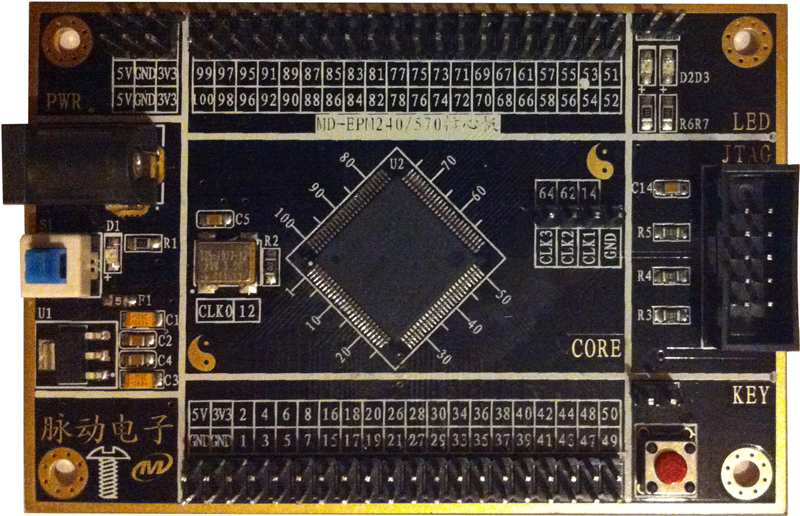 5V GND 3V3
5V GND 3V3
PWR
99 97 95 91 89 87 85 83 81 77 75 73 71 69 67 61 57 55 53 51
100 98 96 92 90 88 86 84 82 78 76 74 72 70 68 66 58 56 54 52
MD-EPM240/570核心板
D2D3
R6R7
LED
JTAG
S1
D1
R1
F1
U1
C1
C2
C4
C3
C5
R2
CLK0 12
U2
100
90
80
70
60
50
40
30
20
10
1
64 62 14
CLK3
CLK2
CLK1
GND
C14
R5
R4
R3
CORE
KEY
脉动电子
5V 3V3 2 4 6 8 16 18 20 26 28 30 34 36 38 40 42 44 48 50
GND GND 1 3 5 7 15 17 19 21 27 29 33 35 37 39 41 43 47 49